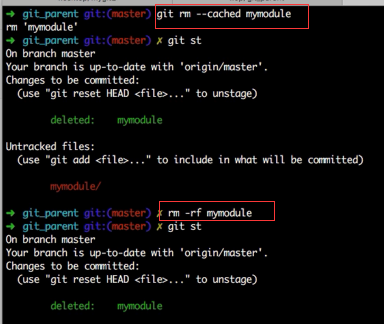 ➜ git_parent git:(master) git rm --cached mymodule
rm 'mymodule'
➜ git_parent git:(master) ✗ git st
On branch master
Your branch is up-to-date with 'origin/master'.
Changes to be committed:
  (use "git reset HEAD <file>..." to unstage)
deleted:    mymodule
Untracked files:
  (use "git add <file>..." to include in what will be committed)
mymodule/
➜ git_parent git:(master) ✗ rm -rf mymodule
➜ git_parent git:(master) ✗ git st
On branch master
Your branch is up-to-date with 'origin/master'.
Changes to be committed:
  (use "git reset HEAD <file>..." to unstage)
deleted:    mymodule